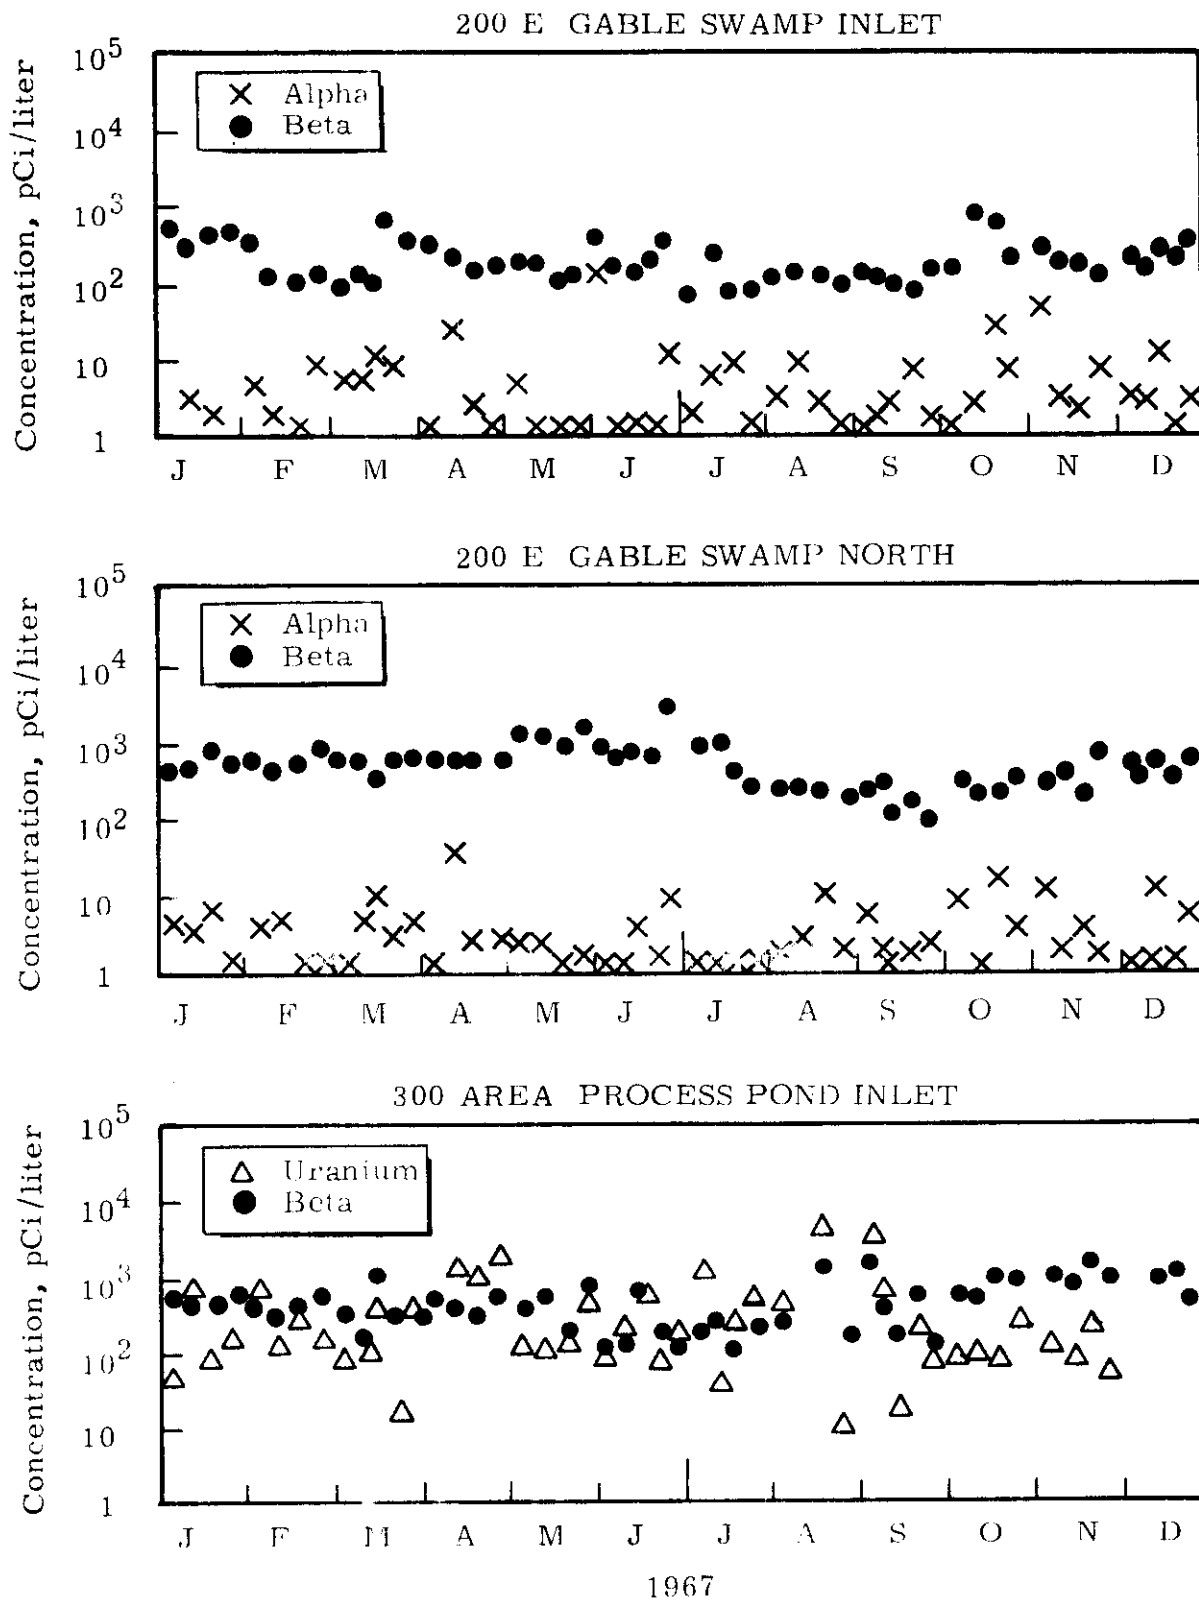 200 E GABLE SWAMP INLET
Concentration, pCi/liter
10^5
10^4
10^3
10^2
10
1
Alpha
Beta
J F M A M J J A S O N D
200 E GABLE SWAMP NORTH
Concentration, pCi/liter
10^5
10^4
10^3
10^2
10
1
Alpha
Beta
J F M A M J J A S O N D
300 AREA PROCESS POND INLET
Concentration, pCi/liter
10^5
10^4
10^3
10^2
10
1
Uranium
Beta
J F M A M J J A S O N D
1967